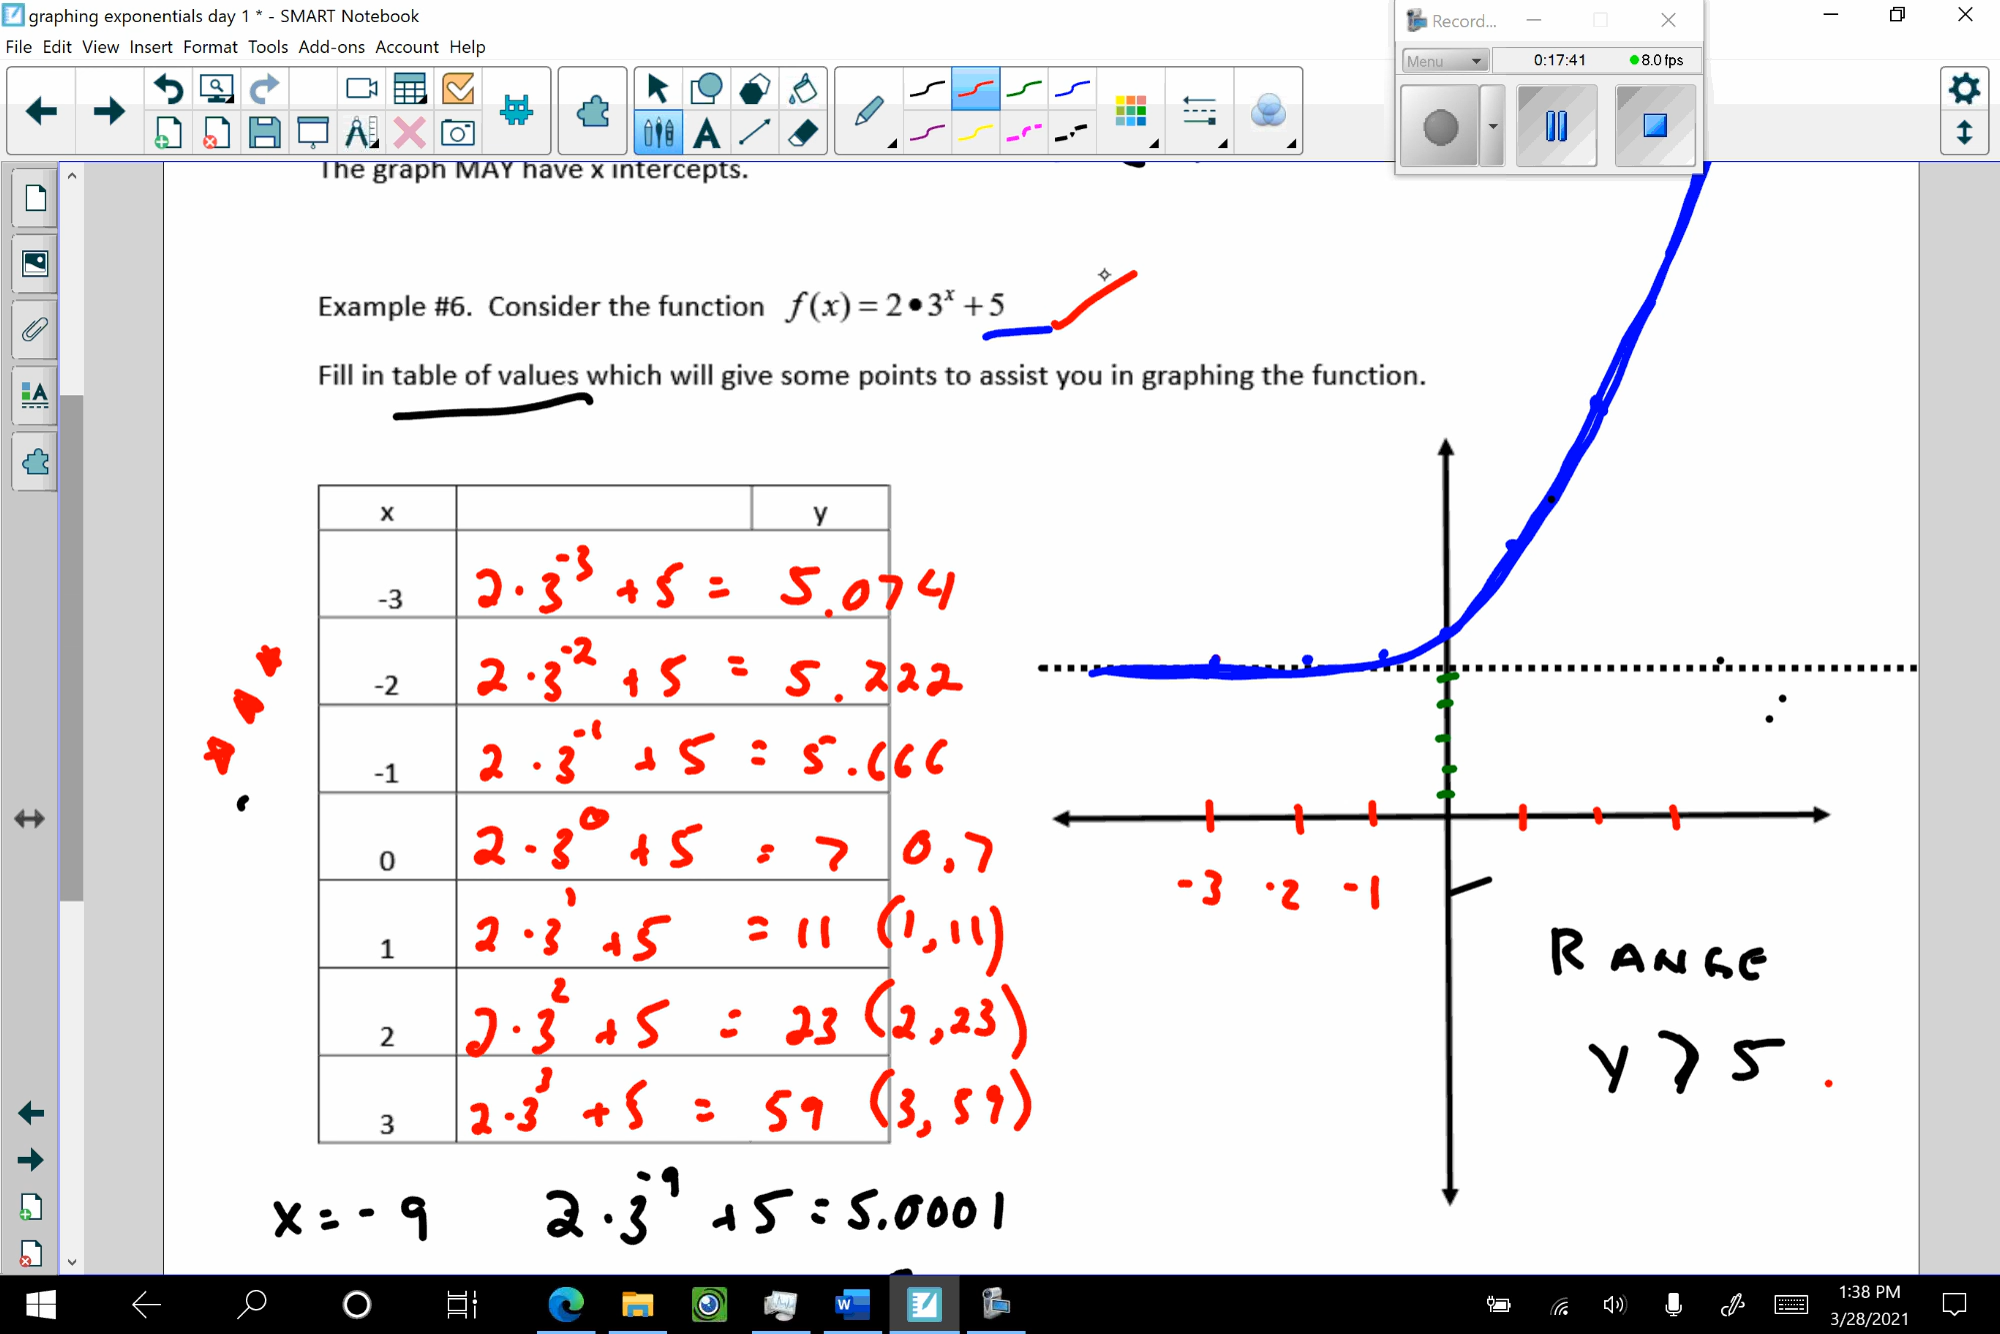 graphing exponentials day 1 * - SMART Notebook
File Edit View Insert Format Tools Add-ons Account Help
Record...
Menu 0:17:41 8.0 fps
The graph MAY have x intercepts.
Example #6. Consider the function f(x) = 2•3^x + 5
Fill in table of values which will give some points to assist you in graphing the function.
x y
-3 2·3^-3 + 5 = 5.074
-2 2·3^-2 + 5 = 5.222
-1 2·3^-1 + 5 = 5.666
0 2·3^0 + 5 = 7 0,7
1 2·3^1 + 5 = 11 (1,11)
2 2·3^2 + 5 = 23 (2,23)
3 2·3^3 + 5 = 59 (3,59)
-3 -2 -1
RANGE
y > 5
x = -9 2·3^-9 + 5 = 5.0001
1:38 PM
3/28/2021